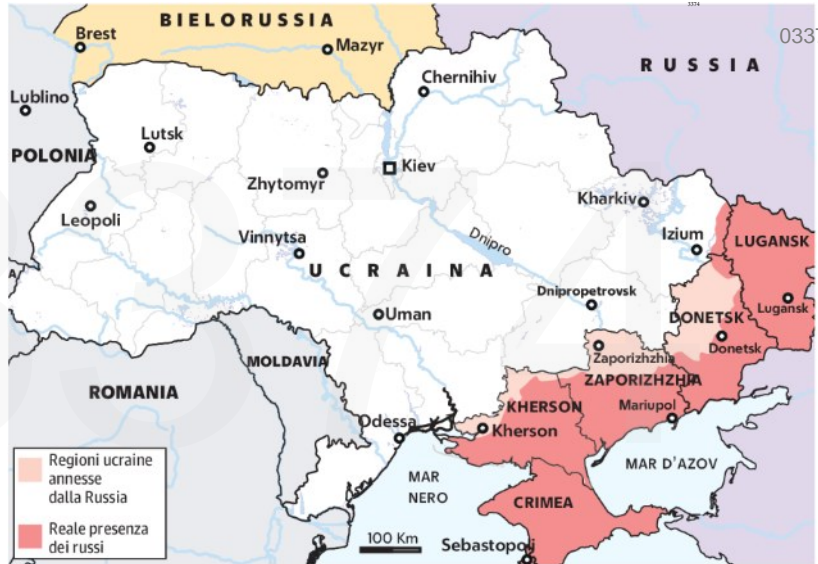 3374
0337
BIELORUSSIA
Brest
Mazyr
RUSSIA
Chernihiv
Lublino
Lutsk
POLONIA
Kiev
Zhytomyr
Kharkiv
Leopoli
Dnipro
Izium
LUGANSK
Vinnytsa
UCRAINA
Dnipropetrovsk
Lugansk
Uman
DONETSK
Donetsk
MOLDAVIA
Zaporizhzhia
ZAPORIZHZHIA
ROMANIA
KHERSON
Mariupol
Odessa
Kherson
MAR D'AZOV
MAR
NERO
CRIMEA
Regioni ucraine
annesse
dalla Russia
Reale presenza
dei russi
100 Km
Sebastopoli